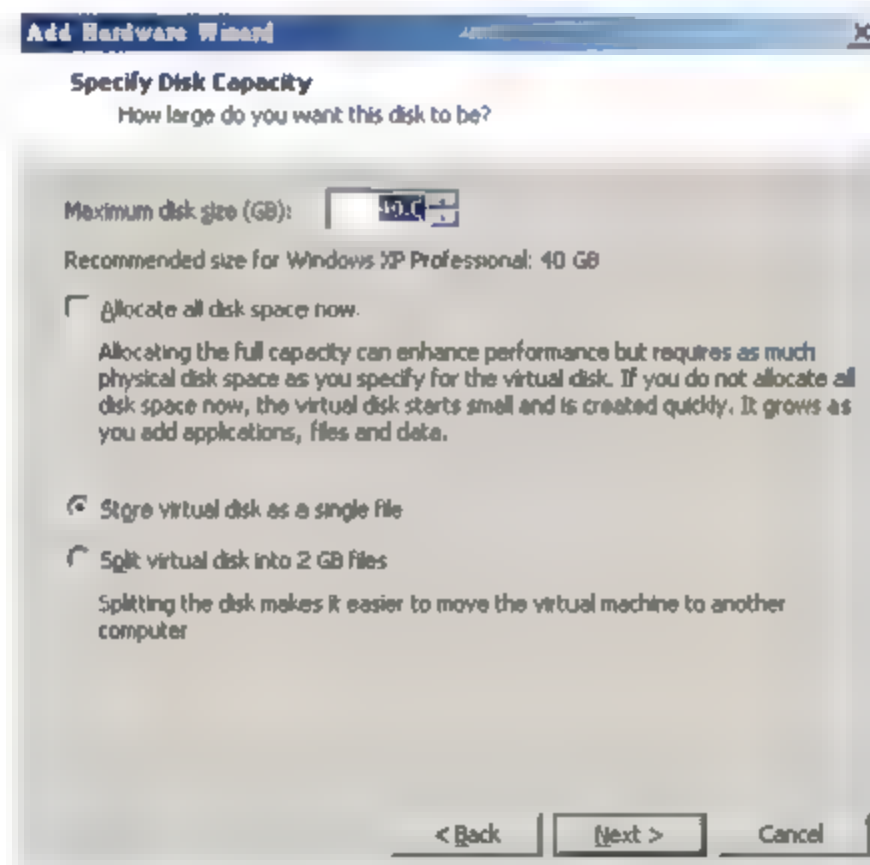 Add Hardware Wizard
Specify Disk Capacity
How large do you want this disk to be?
Maximum disk size (GB): 40.0
Recommended size for Windows XP Professional: 40 GB
Allocate all disk space now.
Allocating the full capacity can enhance performance but requires as much
physical disk space as you specify for the virtual disk. If you do not allocate all
disk space now, the virtual disk starts small and is created quickly. It grows as
you add applications, files and data.
Store virtual disk as a single file
Split virtual disk into 2 GB files
Splitting the disk makes it easier to move the virtual machine to another
computer
< Back Next > Cancel